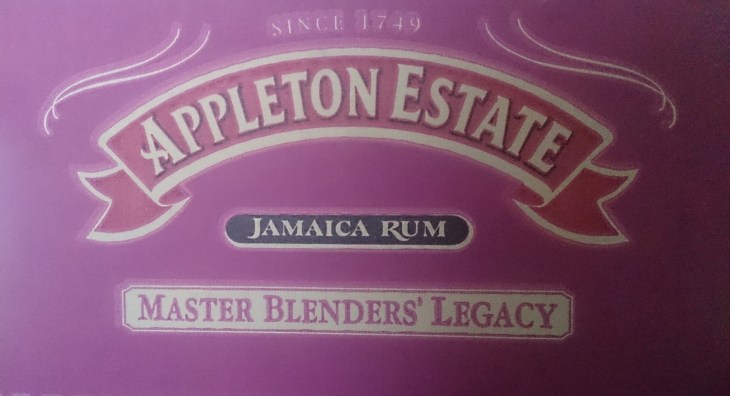 SINCE 1749
APPLETON ESTATE
JAMAICA RUM
MASTER BLENDERS' LEGACY